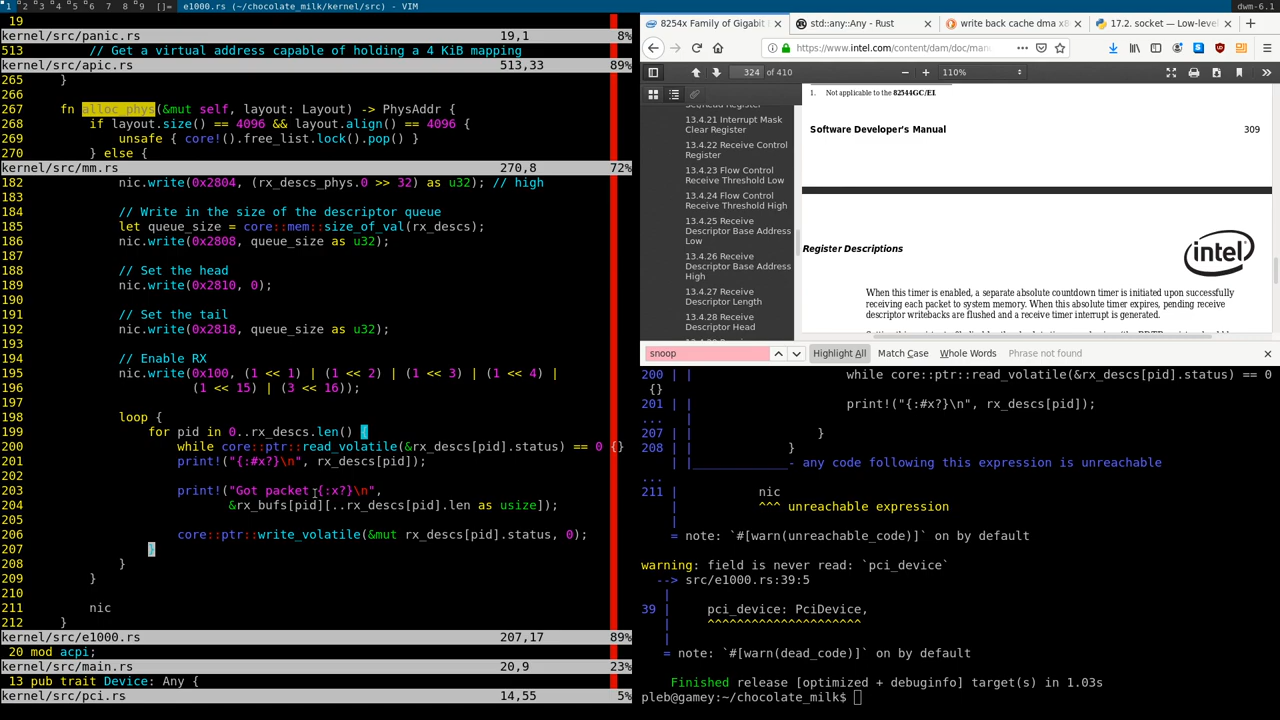 1 2 3 4 5 6 7 8 9 []= e1000.rs (~/chocolate_milk/kernel/src) - VIM
dwm-6.1
19
kernel/src/panic.rs 19,1 8%
513 // Get a virtual address capable of holding a 4 KiB mapping
kernel/src/apic.rs 513,33 89%
265 }
266
267 fn alloc_phys(&mut self, layout: Layout) -> PhysAddr {
268 if layout.size() == 4096 && layout.align() == 4096 {
269 unsafe { core!().free_list.lock().pop() }
270 } else {
kernel/src/mm.rs 270,8 72%
182 nic.write(0x2804, (rx_descs_phys.0 >> 32) as u32); // high
183
184 // Write in the size of the descriptor queue
185 let queue_size = core::mem::size_of_val(rx_descs);
186 nic.write(0x2808, queue_size as u32);
187
188 // Set the head
189 nic.write(0x2810, 0);
190
191 // Set the tail
192 nic.write(0x2818, queue_size as u32);
193
194 // Enable RX
195 nic.write(0x100, (1 << 1) | (1 << 2) | (1 << 3) | (1 << 4) |
196 (1 << 15) | (3 << 16));
197
198 loop {
199 for pid in 0..rx_descs.len() {
200 while core::ptr::read_volatile(&rx_descs[pid].status) == 0 {}
201 print!("{:#x?}\n", rx_descs[pid]);
202
203 print!("Got packet {:x?}\n",
204 &rx_bufs[pid][..rx_descs[pid].len as usize]);
205
206 core::ptr::write_volatile(&mut rx_descs[pid].status, 0);
207 }
208 }
209 }
210
211 nic
212 }
kernel/src/e1000.rs 207,17 89%
20 mod acpi;
kernel/src/main.rs 20,9 23%
13 pub trait Device: Any {
kernel/src/pci.rs 14,55 5%
8254x Family of Gigabit
std::any::Any - Rust
write back cache dma x8
17.2. socket — Low-level
https://www.intel.com/content/dam/doc/man
324 of 410
110%
13.4.21 Interrupt Mask
Clear Register
13.4.22 Receive Control
Register
13.4.23 Flow Control
Receive Threshold Low
13.4.24 Flow Control
Receive Threshold High
13.4.25 Receive
Descriptor Base Address
Low
13.4.26 Receive
Descriptor Base Address
High
13.4.27 Receive
Descriptor Length
13.4.28 Receive
Descriptor Head
1. Not applicable to the 82544GC/EI.
Software Developer's Manual 309
Register Descriptions
intel
When this timer is enabled, a separate absolute countdown timer is initiated upon successfully
receiving each packet to system memory. When this absolute timer expires, pending receive
descriptor writebacks are flushed and a receive timer interrupt is generated.
snoop
Highlight All Match Case Whole Words Phrase not found
200 | | while core::ptr::read_volatile(&rx_descs[pid].status) == 0
{}
201 | | print!("{:#x?}\n", rx_descs[pid]);
... |
207 | | }
208 | | }
| |_____________- any code following this expression is unreachable
...
211 | nic
| ^^^ unreachable expression
|
= note: `#[warn(unreachable_code)]` on by default
warning: field is never read: `pci_device`
--> src/e1000.rs:39:5
|
39 | pci_device: PciDevice,
| ^^^^^^^^^^^^^^^^^^^^^
|
= note: `#[warn(dead_code)]` on by default
Finished release [optimized + debuginfo] target(s) in 1.03s
pleb@gamey:~/chocolate_milk$